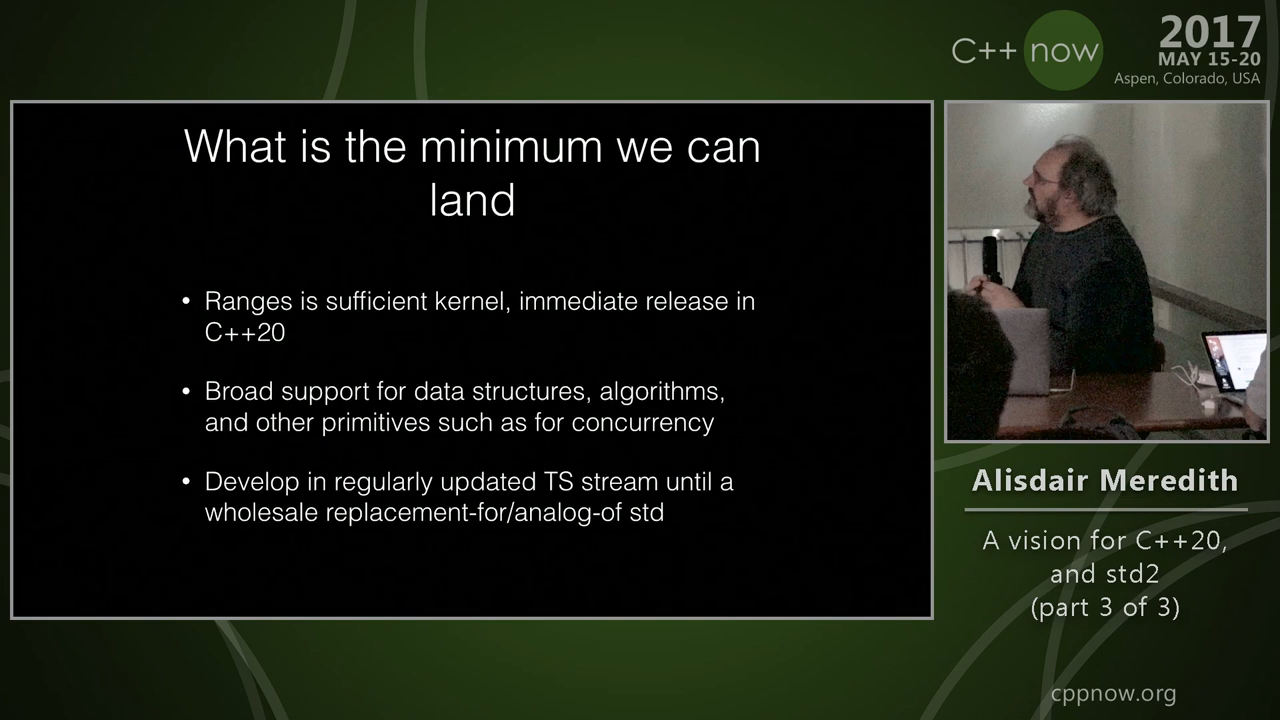 C++ now
2017
MAY 15-20
Aspen, Colorado, USA
What is the minimum we can
land
• Ranges is sufficient kernel, immediate release in
C++20
• Broad support for data structures, algorithms,
and other primitives such as for concurrency
• Develop in regularly updated TS stream until a
wholesale replacement-for/analog-of std
Alisdair Meredith
A vision for C++20,
and std2
(part 3 of 3)
cppnow.org